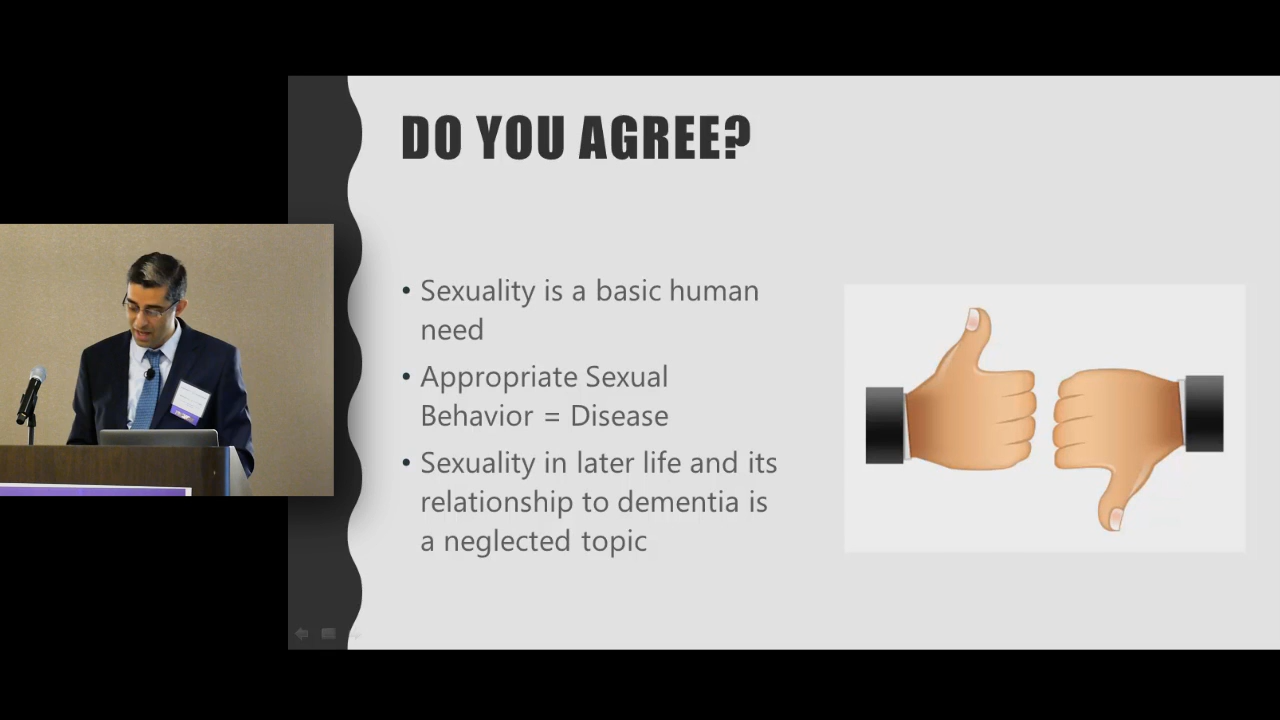 DO YOU AGREE?
• Sexuality is a basic human
need
• Appropriate Sexual
Behavior = Disease
• Sexuality in later life and its
relationship to dementia is
a neglected topic